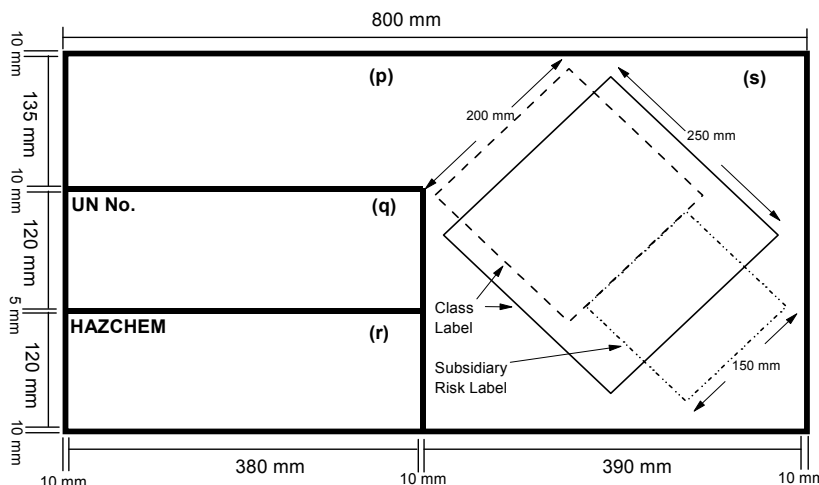 800 mm
10 mm
135 mm
10 mm
120 mm
5 mm
120 mm
10 mm
(p)
(s)
200 mm
250 mm
UN No.
(q)
HAZCHEM
(r)
Class
Label
Subsidiary
Risk Label
150 mm
10 mm
380 mm
10 mm
390 mm
10 mm